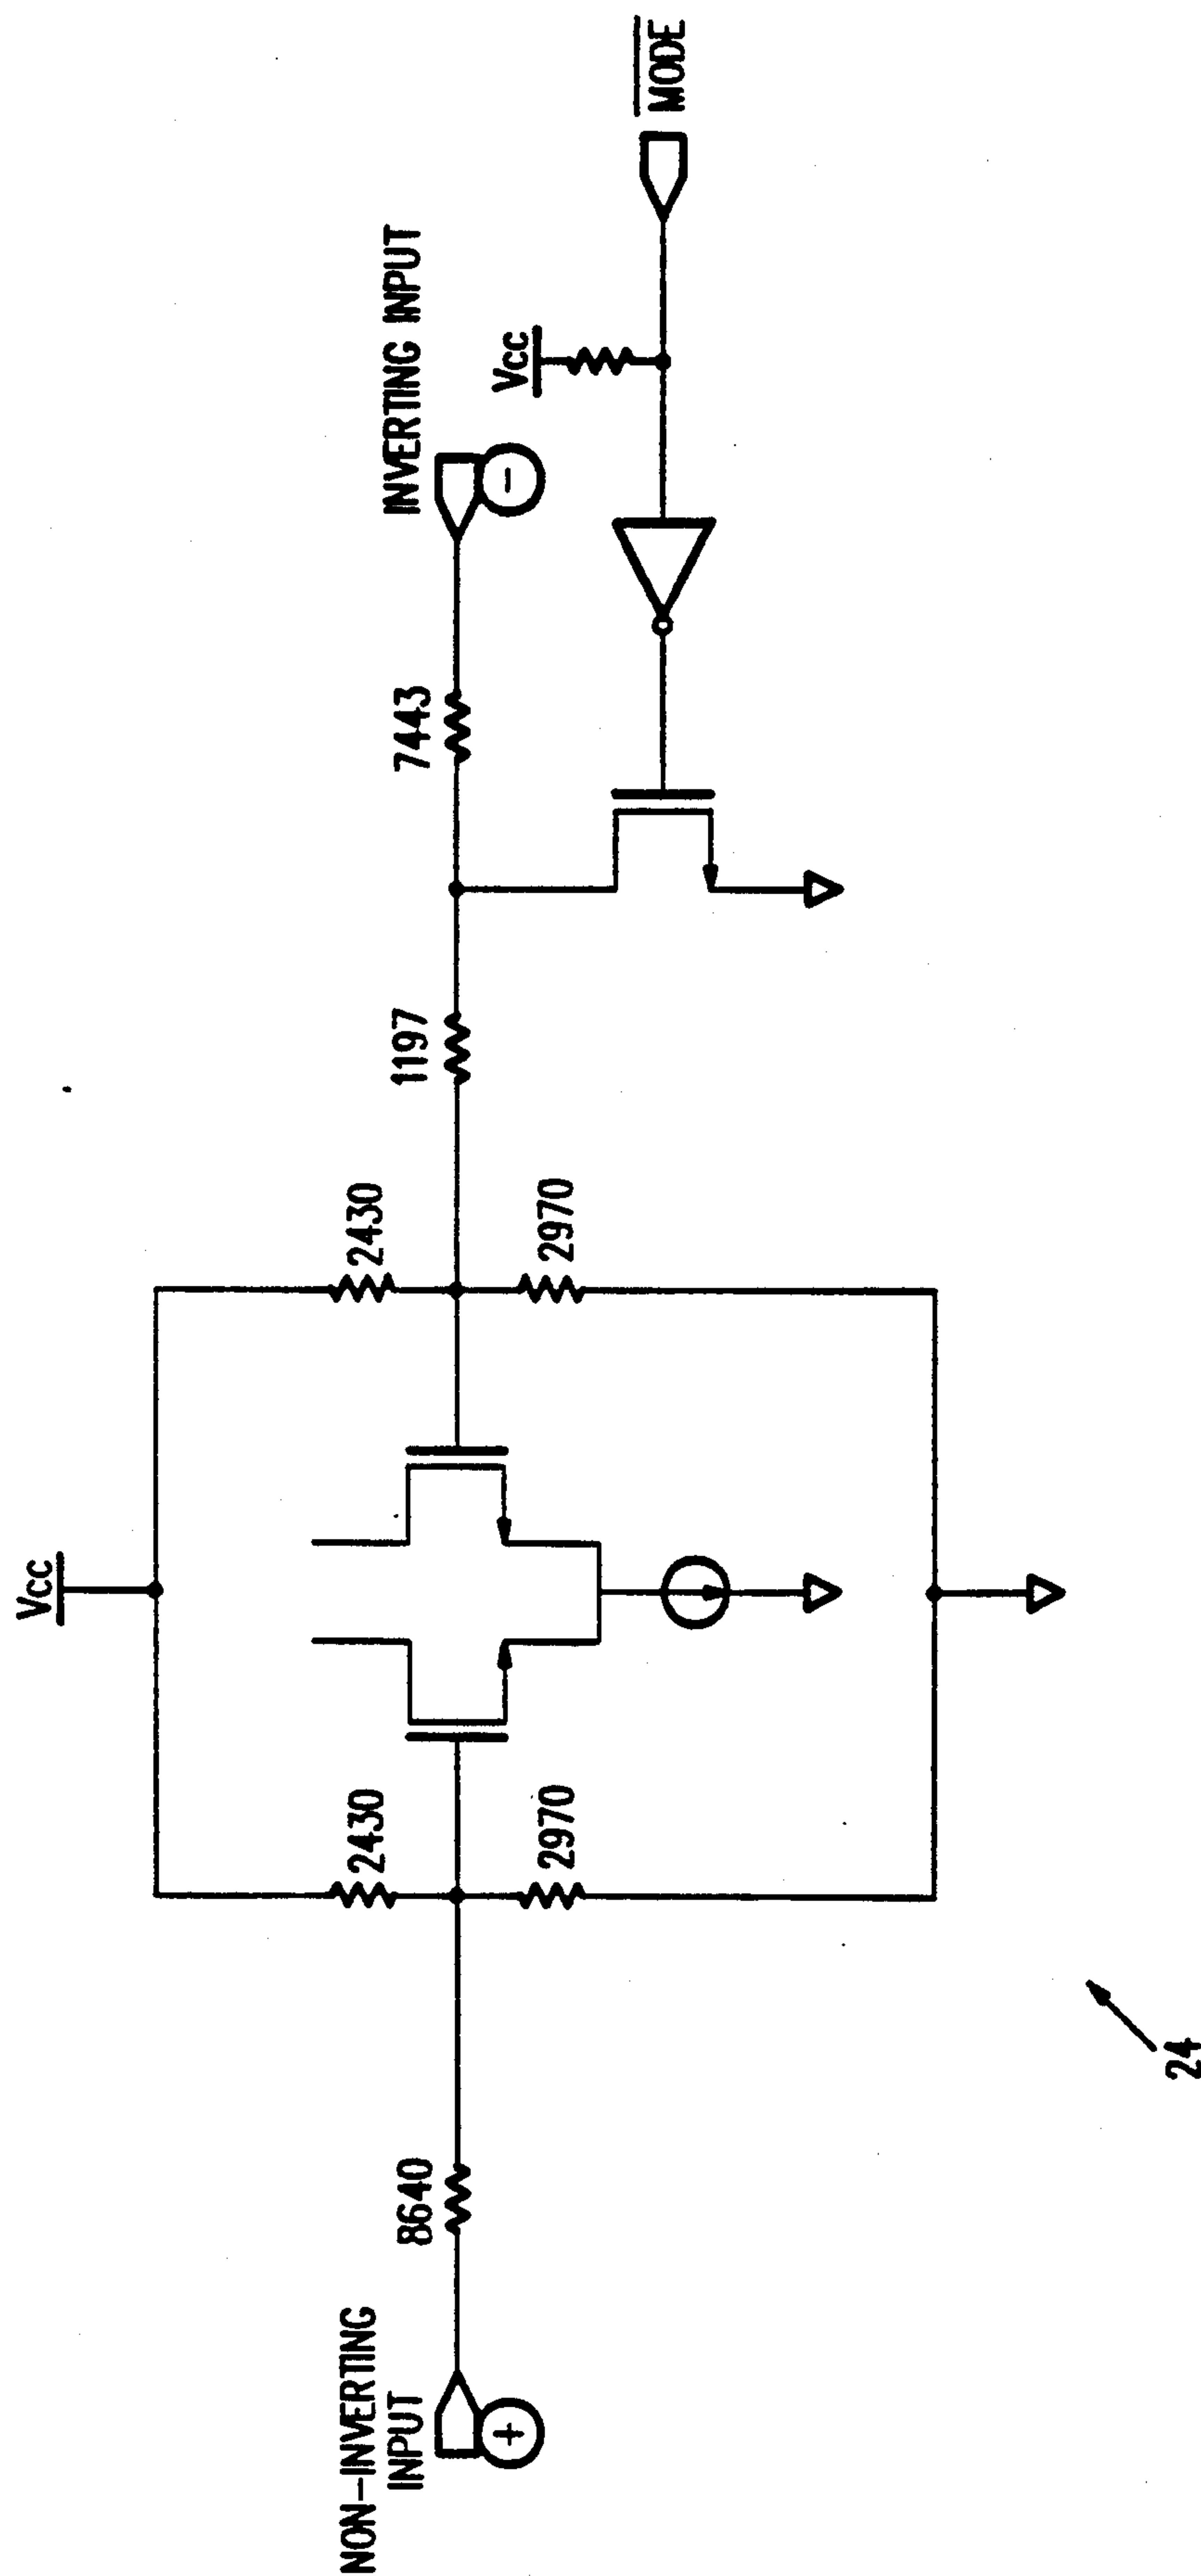 Vcc
2430
2430
2970
2970
NON-INVERTING
INPUT
+
8640
1197
7443
INVERTING INPUT
-
Vcc
MODE
24